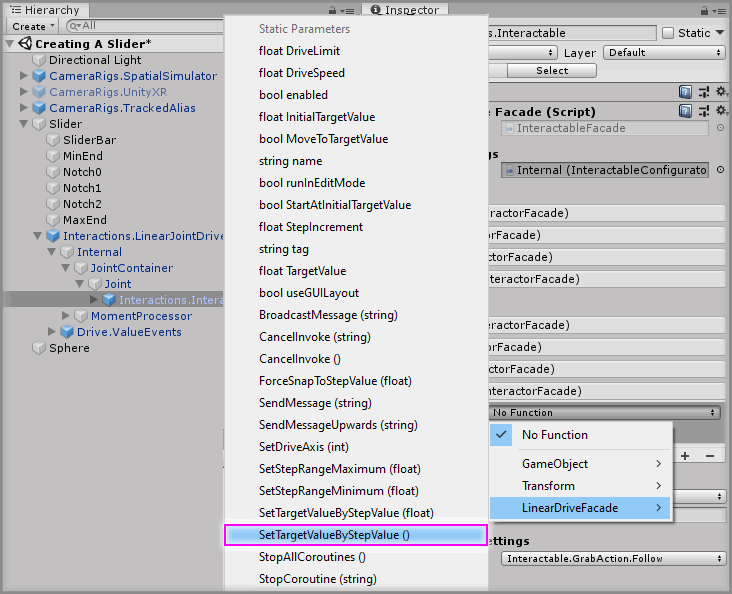 Hierarchy
Create
All
Creating A Slider*
Directional Light
CameraRigs.SpatialSimulator
CameraRigs.UnityXR
CameraRigs.TrackedAlias
Slider
SliderBar
MinEnd
Notch0
Notch1
Notch2
MaxEnd
Interactions.LinearJointDrive
Internal
JointContainer
Joint
Interactions.Intera
MomentProcessor
Drive.ValueEvents
Sphere
Static Parameters
float DriveLimit
float DriveSpeed
bool enabled
float InitialTargetValue
bool MoveToTargetValue
string name
bool runInEditMode
bool StartAtInitialTargetValue
float StepIncrement
string tag
float TargetValue
bool useGUILayout
BroadcastMessage (string)
CancelInvoke (string)
CancelInvoke ()
ForceSnapToStepValue (float)
SendMessage (string)
SendMessageUpwards (string)
SetDriveAxis (int)
SetStepRangeMaximum (float)
SetStepRangeMinimum (float)
SetTargetValueByStepValue (float)
SetTargetValueByStepValue ()
StopAllCoroutines ()
StopCoroutine (string)
Inspector
s.Interactable
Static
Layer
Default
Select
e Facade (Script)
InteractableFacade
gs
Internal (InteractableConfigurato
ractorFacade)
orFacade)
actorFacade)
teractorFacade)
ractorFacade)
orFacade)
actorFacade)
nteractorFacade)
No Function
No Function
GameObject
Transform
LinearDriveFacade
ettings
Interactable.GrabAction.Follow